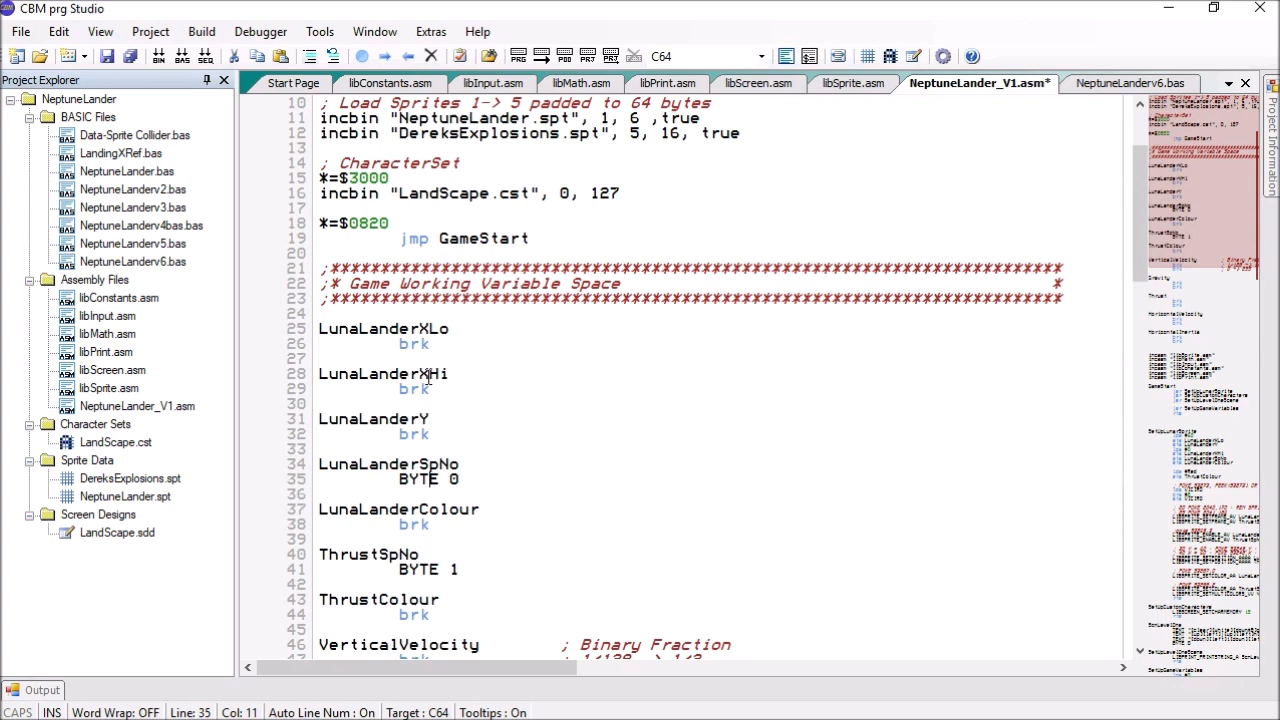 CBM prg Studio
File Edit View Project Build Debugger Tools Window Extras Help
C64
Project Explorer
Start Page libConstants.asm libInput.asm libMath.asm libPrint.asm libScreen.asm libSprite.asm NeptuneLander_V1.asm* NeptuneLanderv6.bas
NeptuneLander
BASIC Files
Data-Sprite Collider.bas
LandingXRef.bas
NeptuneLander.bas
NeptuneLanderv2.bas
NeptuneLanderv3.bas
NeptuneLanderv4bas.bas
NeptuneLanderv5.bas
NeptuneLanderv6.bas
Assembly Files
libConstants.asm
libInput.asm
libMath.asm
libPrint.asm
libScreen.asm
libSprite.asm
NeptuneLander_V1.asm
Character Sets
LandScape.cst
Sprite Data
DereksExplosions.spt
NeptuneLander.spt
Screen Designs
LandScape.sdd
10 ; Load Sprites 1-> 5 padded to 64 bytes
11 incbin "NeptuneLander.spt", 1, 6 ,true
12 incbin "DereksExplosions.spt", 5, 16, true
13
14 ; CharacterSet
15 *=$3000
16 incbin "LandScape.cst", 0, 127
17
18 *=$0820
19 jmp GameStart
20
21 ;*************************************************************************
22 ;* Game Working Variable Space *
23 ;*************************************************************************
24
25 LunaLanderXLo
26 brk
27
28 LunaLanderXHi
29 brk
30
31 LunaLanderY
32 brk
33
34 LunaLanderSpNo
35 BYTE 0
36
37 LunaLanderColour
38 brk
39
40 ThrustSpNo
41 BYTE 1
42
43 ThrustColour
44 brk
45
46 VerticalVelocity ; Binary Fraction
47 brk ; 1/128 -> 1/2
Project Information
Output
CAPS INS Word Wrap: OFF Line: 35 Col: 11 Auto Line Num : On Target : C64 Tooltips : On